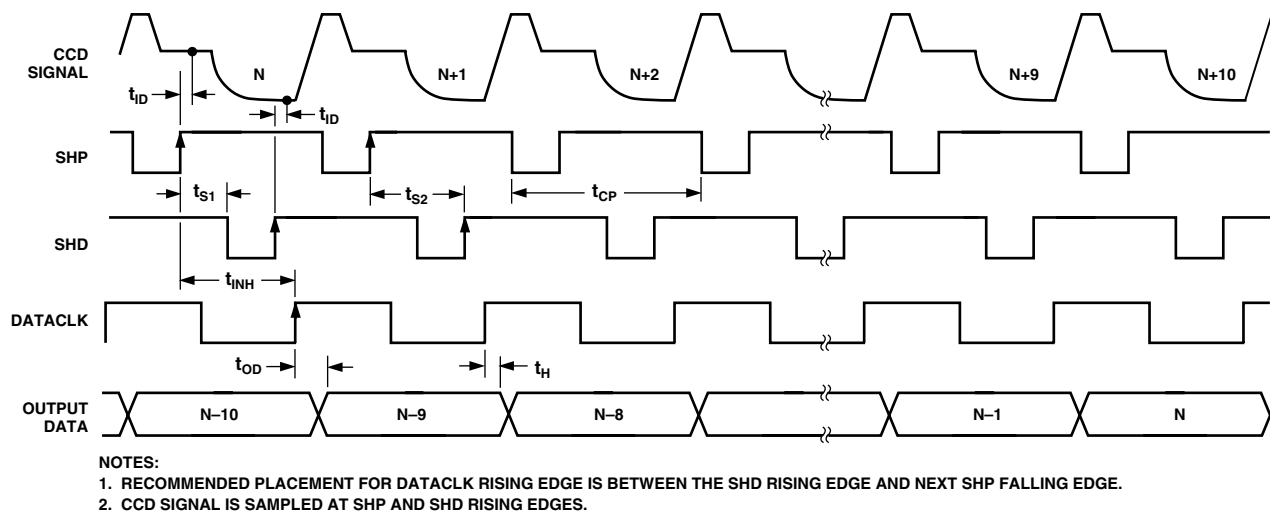 CCD
SIGNAL
N
N+1
N+2
N+9
N+10
tID
tID
SHP
tS1
tS2
tCP
SHD
tINH
DATACLK
tOD
tH
OUTPUT
DATA
N–10
N–9
N–8
N–1
N
NOTES:
1. RECOMMENDED PLACEMENT FOR DATACLK RISING EDGE IS BETWEEN THE SHD RISING EDGE AND NEXT SHP FALLING EDGE.
2. CCD SIGNAL IS SAMPLED AT SHP AND SHD RISING EDGES.